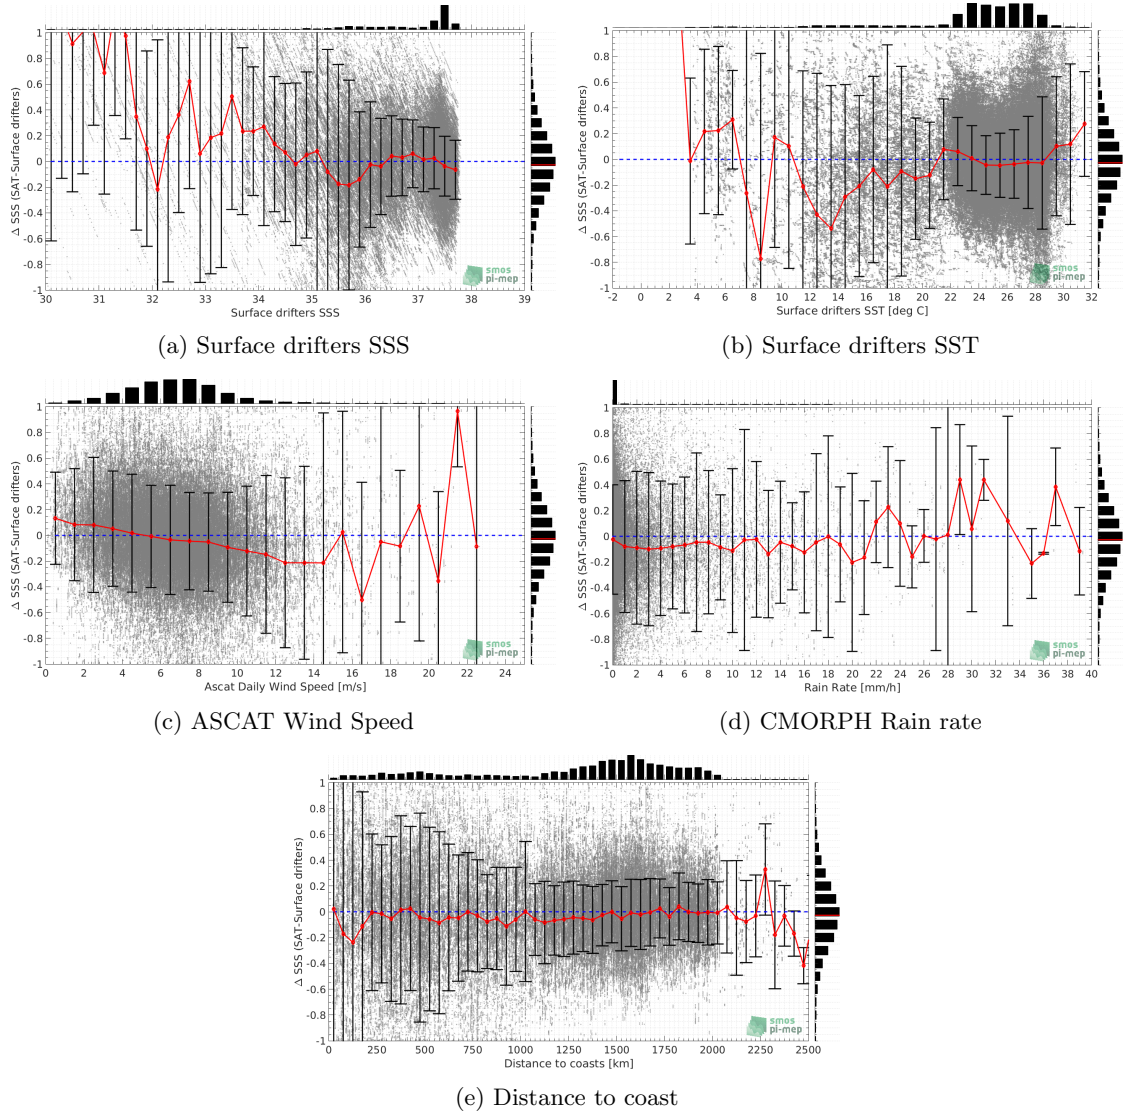 1
0.8
0.6
0.4
0.2
0
-0.2
-0.4
-0.6
-0.8
-1
Δ SSS (SAT-Surface drifters)
30 31 32 33 34 35 36 37 38 39
Surface drifters SSS
smos
pi-mep
(a) Surface drifters SSS
1
0.8
0.6
0.4
0.2
0
-0.2
-0.4
-0.6
-0.8
-1
Δ SSS (SAT-Surface drifters)
-2 0 2 4 6 8 10 12 14 16 18 20 22 24 26 28 30 32
Surface drifters SST [deg C]
smos
pi-mep
(b) Surface drifters SST
1
0.8
0.6
0.4
0.2
0
-0.2
-0.4
-0.6
-0.8
-1
Δ SSS (SAT-Surface drifters)
0 2 4 6 8 10 12 14 16 18 20 22 24
Ascat Daily Wind Speed [m/s]
smos
pi-mep
(c) ASCAT Wind Speed
1
0.8
0.6
0.4
0.2
0
-0.2
-0.4
-0.6
-0.8
-1
Δ SSS (SAT-Surface drifters)
0 2 4 6 8 10 12 14 16 18 20 22 24 26 28 30 32 34 36 38 40
Rain Rate [mm/h]
smos
pi-mep
(d) CMORPH Rain rate
1
0.8
0.6
0.4
0.2
0
-0.2
-0.4
-0.6
-0.8
-1
Δ SSS (SAT-Surface drifters)
0 250 500 750 1000 1250 1500 1750 2000 2250 2500
Distance to coasts [km]
smos
pi-mep
(e) Distance to coast